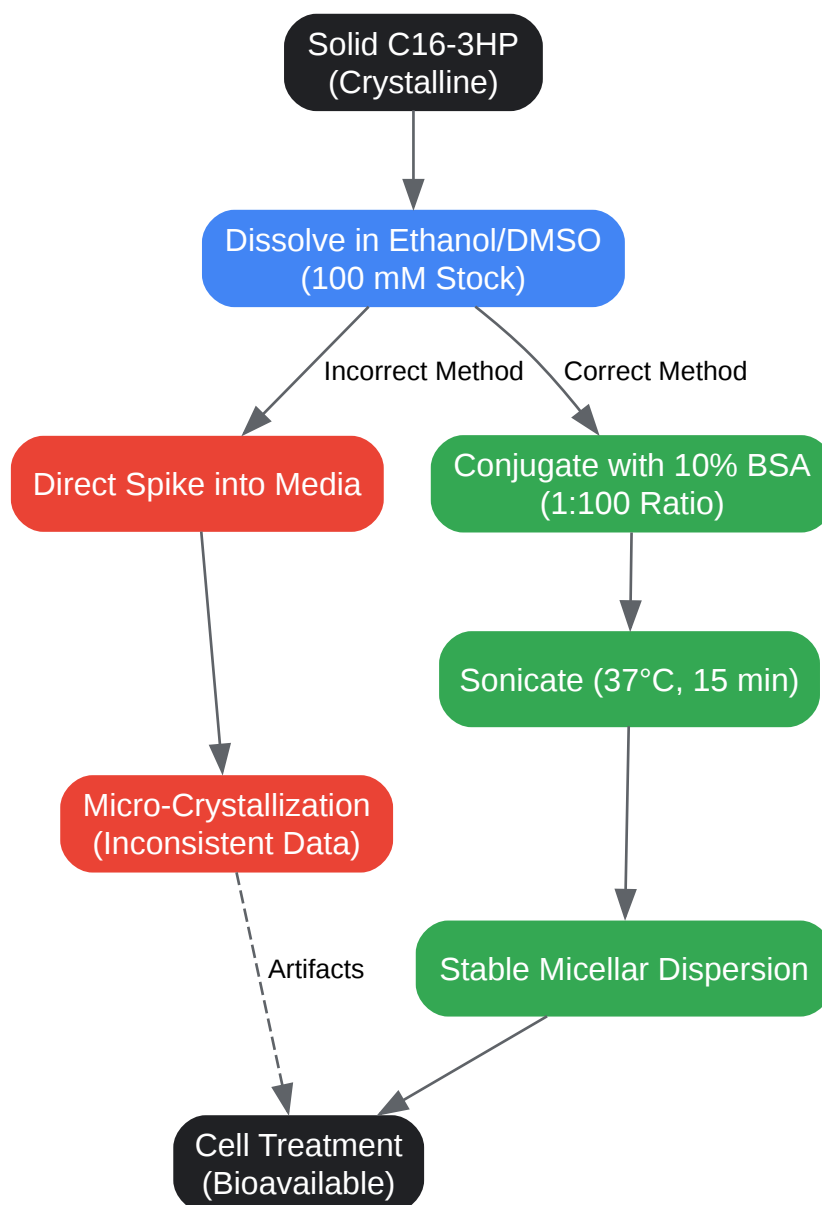 Solid C16-3HP
(Crystalline)
Dissolve in Ethanol/DMSO
(100 mM Stock)
Incorrect Method
Correct Method
Direct Spike into Media
Conjugate with 10% BSA
(1:100 Ratio)
Sonicate (37°C, 15 min)
Micro-Crystallization
(Inconsistent Data)
Artifacts
Stable Micellar Dispersion
Cell Treatment
(Bioavailable)